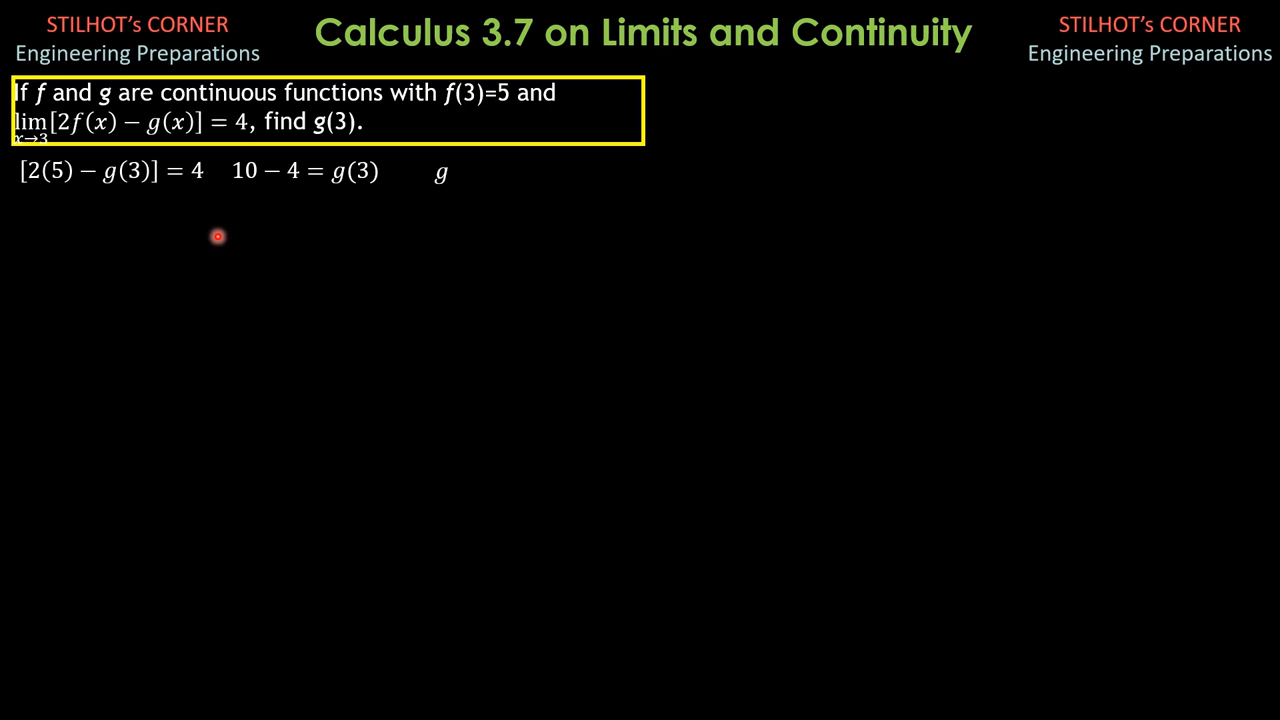 STILHOT's CORNER
Engineering Preparations
Calculus 3.7 on Limits and Continuity
STILHOT's CORNER
Engineering Preparations
If f and g are continuous functions with f(3)=5 and
lim[2f(x) − g(x)] = 4, find g(3).
x→3
[2(5) − g(3)] = 4 10 − 4 = g(3) g